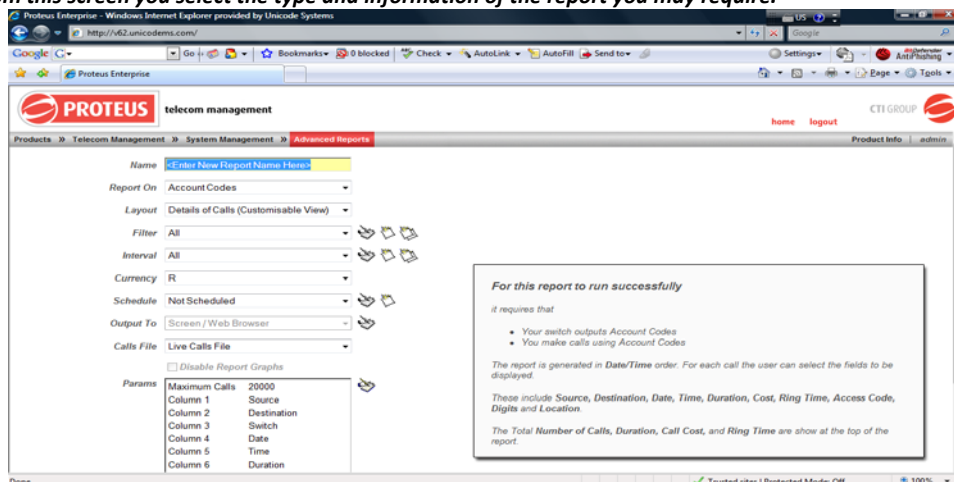 m this screen you select the type and information of the report you may require.
Proteus Enterprise - Windows Internet Explorer provided by Unicode Systems
US
http://v62.unicodems.com/
Google
Google G
Go
Bookmarks
0 blocked
Check
AutoLink
AutoFill
Send to
Settings
AntiPhishing
Proteus Enterprise
Page
Tools
PROTEUS
telecom management
CTI GROUP
home logout
Products » Telecom Management » System Management » Advanced Reports
Product Info | admin
Name <Enter New Report Name Here>
Report On Account Codes
Layout Details of Calls (Customisable View)
Filter All
Interval All
Currency R
Schedule Not Scheduled
Output To Screen / Web Browser
Calls File Live Calls File
Disable Report Graphs
Params Maximum Calls 20000
Column 1 Source
Column 2 Destination
Column 3 Switch
Column 4 Date
Column 5 Time
Column 6 Duration
For this report to run successfully
it requires that
• Your switch outputs Account Codes
• You make calls using Account Codes
The report is generated in Date/Time order. For each call the user can select the fields to be
displayed.
These include Source, Destination, Date, Time, Duration, Cost, Ring Time, Access Code,
Digits and Location.
The Total Number of Calls, Duration, Call Cost, and Ring Time are show at the top of the
report.
Done
Trusted sites | Protected Mode: Off
100%